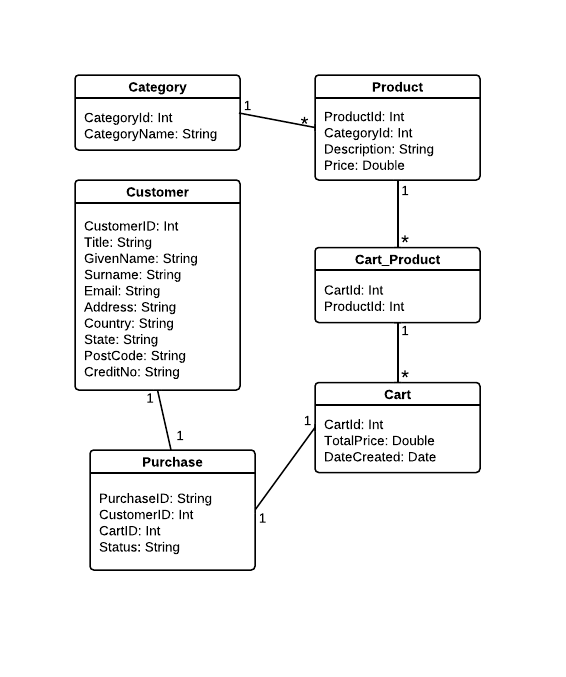 Category
CategoryId: Int
CategoryName: String
1
*
Product
ProductId: Int
CategoryId: Int
Description: String
Price: Double
1
*
Customer
CustomerID: Int
Title: String
GivenName: String
Surname: String
Email: String
Address: String
Country: String
State: String
PostCode: String
CreditNo: String
1
1
Cart_Product
CartId: Int
ProductId: Int
1
*
Cart
CartId: Int
TotalPrice: Double
DateCreated: Date
1
1
Purchase
PurchaseID: String
CustomerID: Int
CartID: Int
Status: String